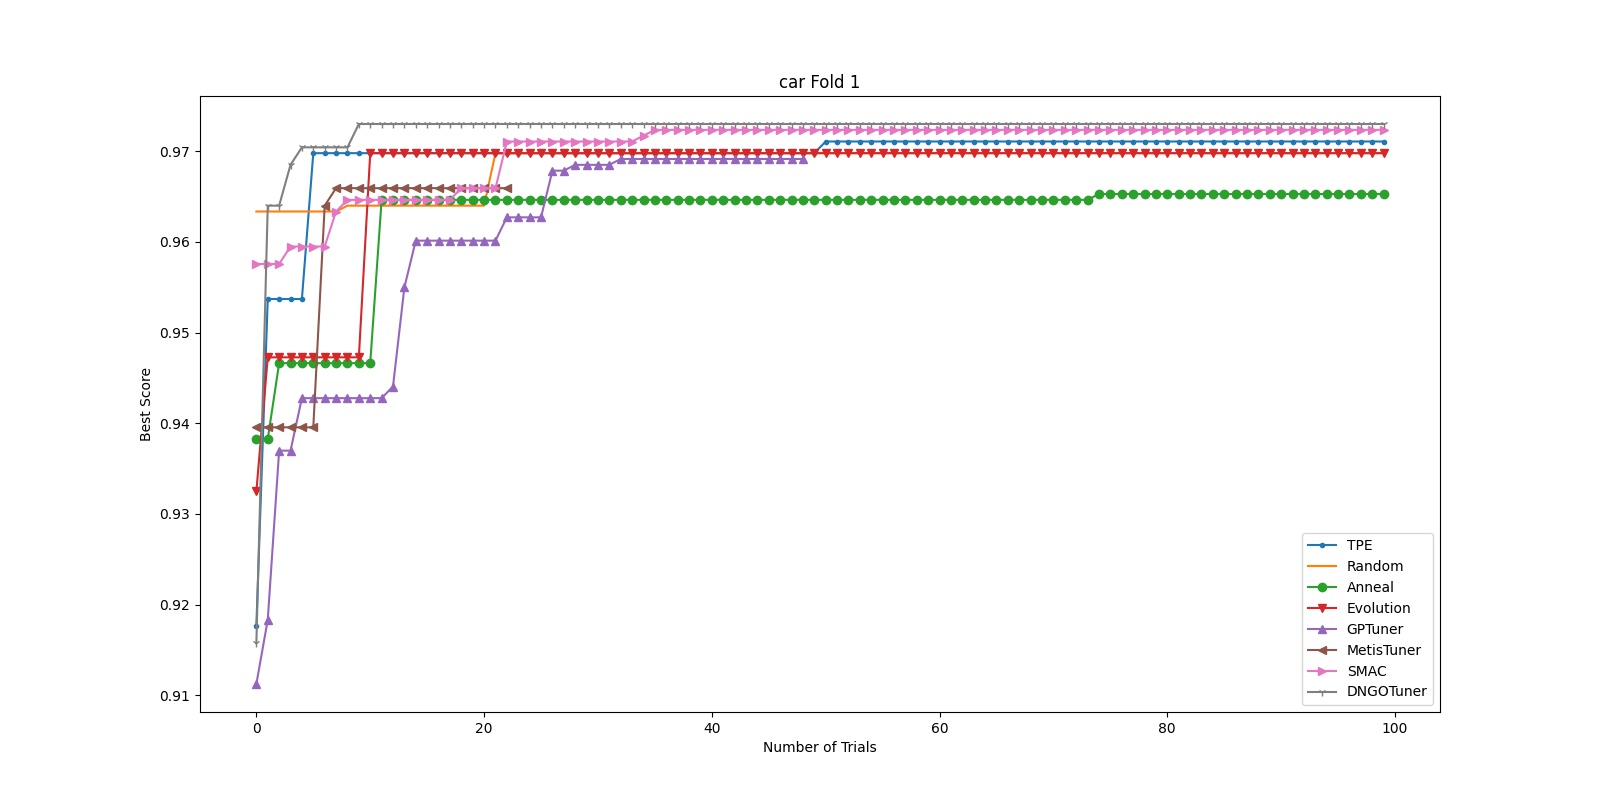 car Fold 1
Best Score
0.97
0.96
0.95
0.94
0.93
0.92
0.91
0
20
40
60
80
100
Number of Trials
TPE
Random
Anneal
Evolution
GPTuner
MetisTuner
SMAC
DNGOTuner